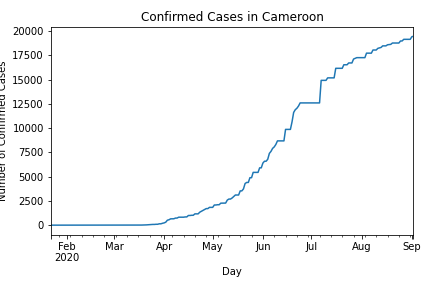 Confirmed Cases in Cameroon
Number of Confirmed Cases
20000
17500
15000
12500
10000
7500
5000
2500
0
Feb Mar Apr May Jun Jul Aug Sep
2020
Day